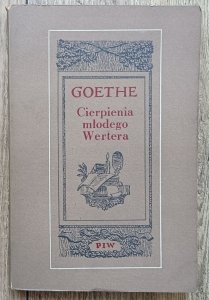 GOETHE
Cierpienia
młodego
Wertera
PIW